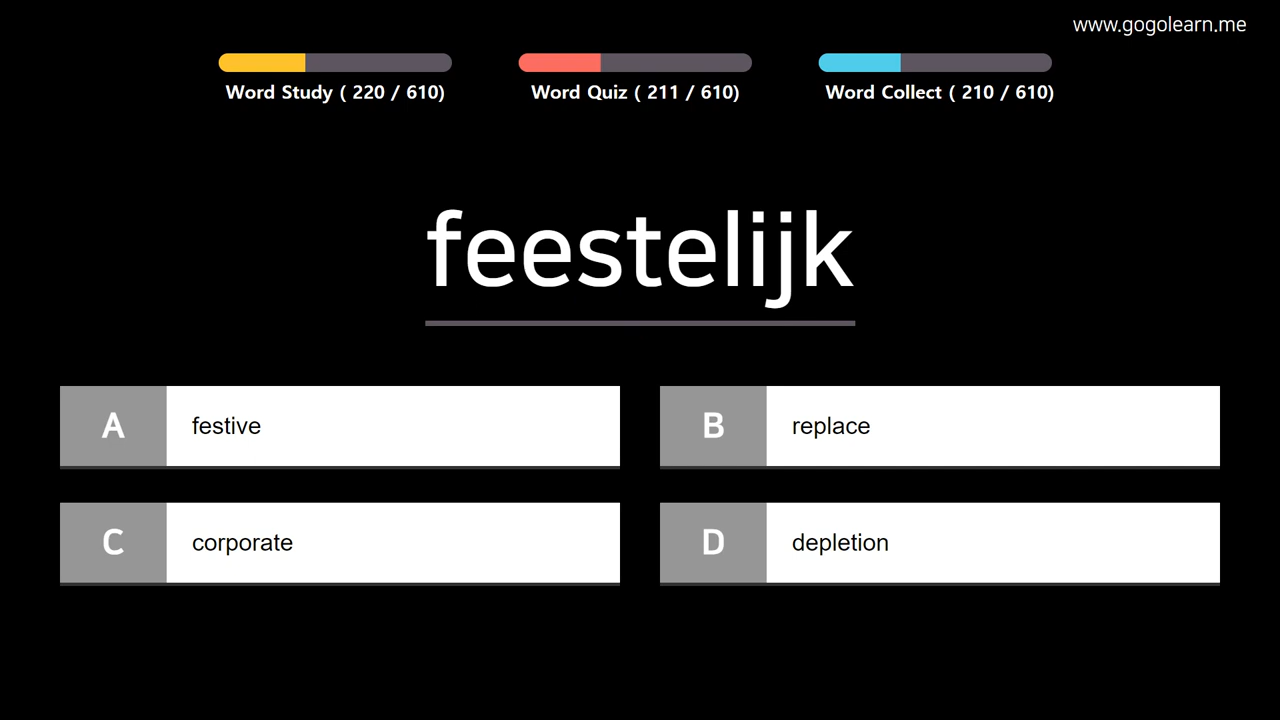 www.gogolearn.me
Word Study ( 220 / 610)
Word Quiz ( 211 / 610)
Word Collect ( 210 / 610)
feestelijk
A festive
B replace
C corporate
D depletion